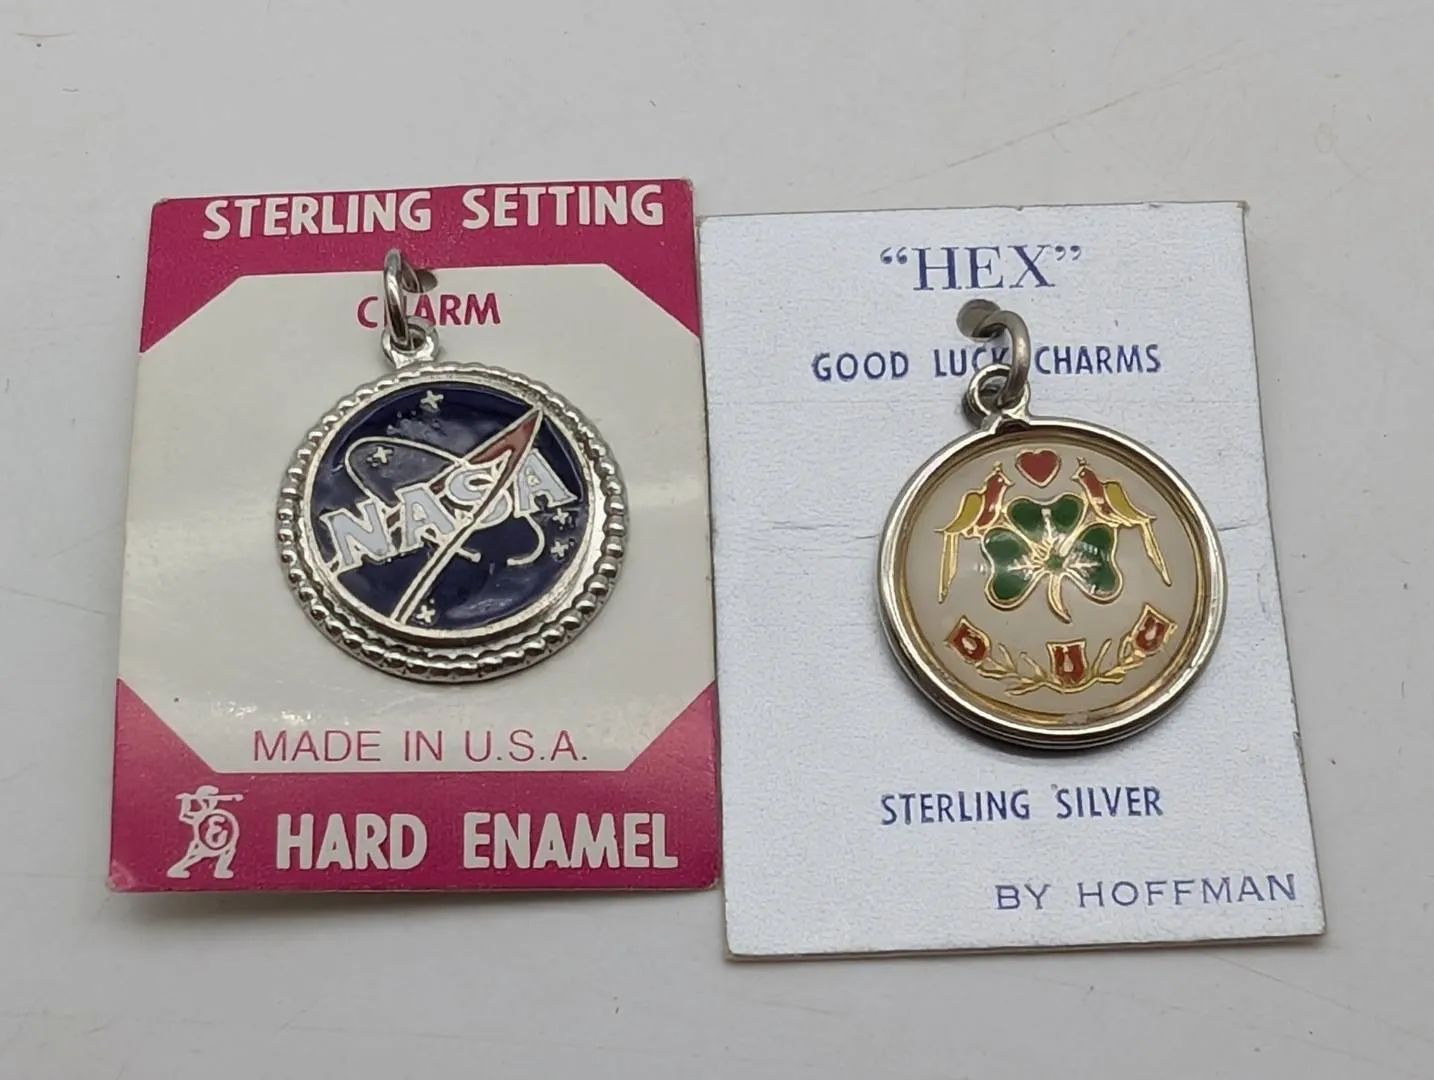 STERLING SETTING
CHARM
NASA
MADE IN U.S.A.
E
HARD ENAMEL
“HEX”
GOOD LUCK CHARMS
STERLING SILVER
BY HOFFMAN